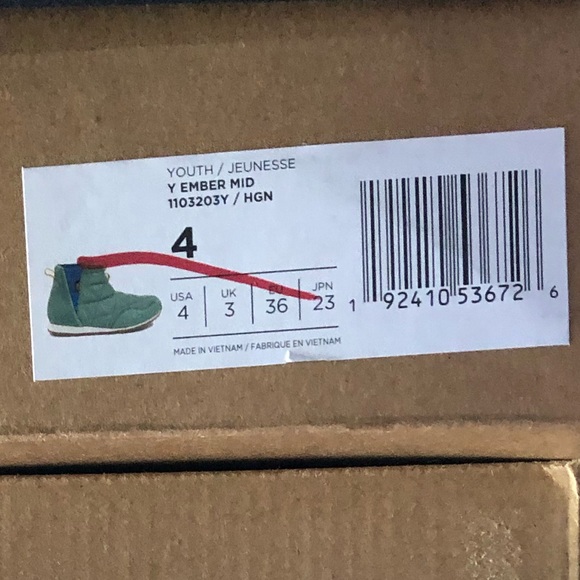 YOUTH / JEUNESSE
Y EMBER MID
1103203Y / HGN
4
USA UK EU JPN
4 3 36 23
MADE IN VIETNAM / FABRIQUE EN VIETNAM
1 92410 53672 6